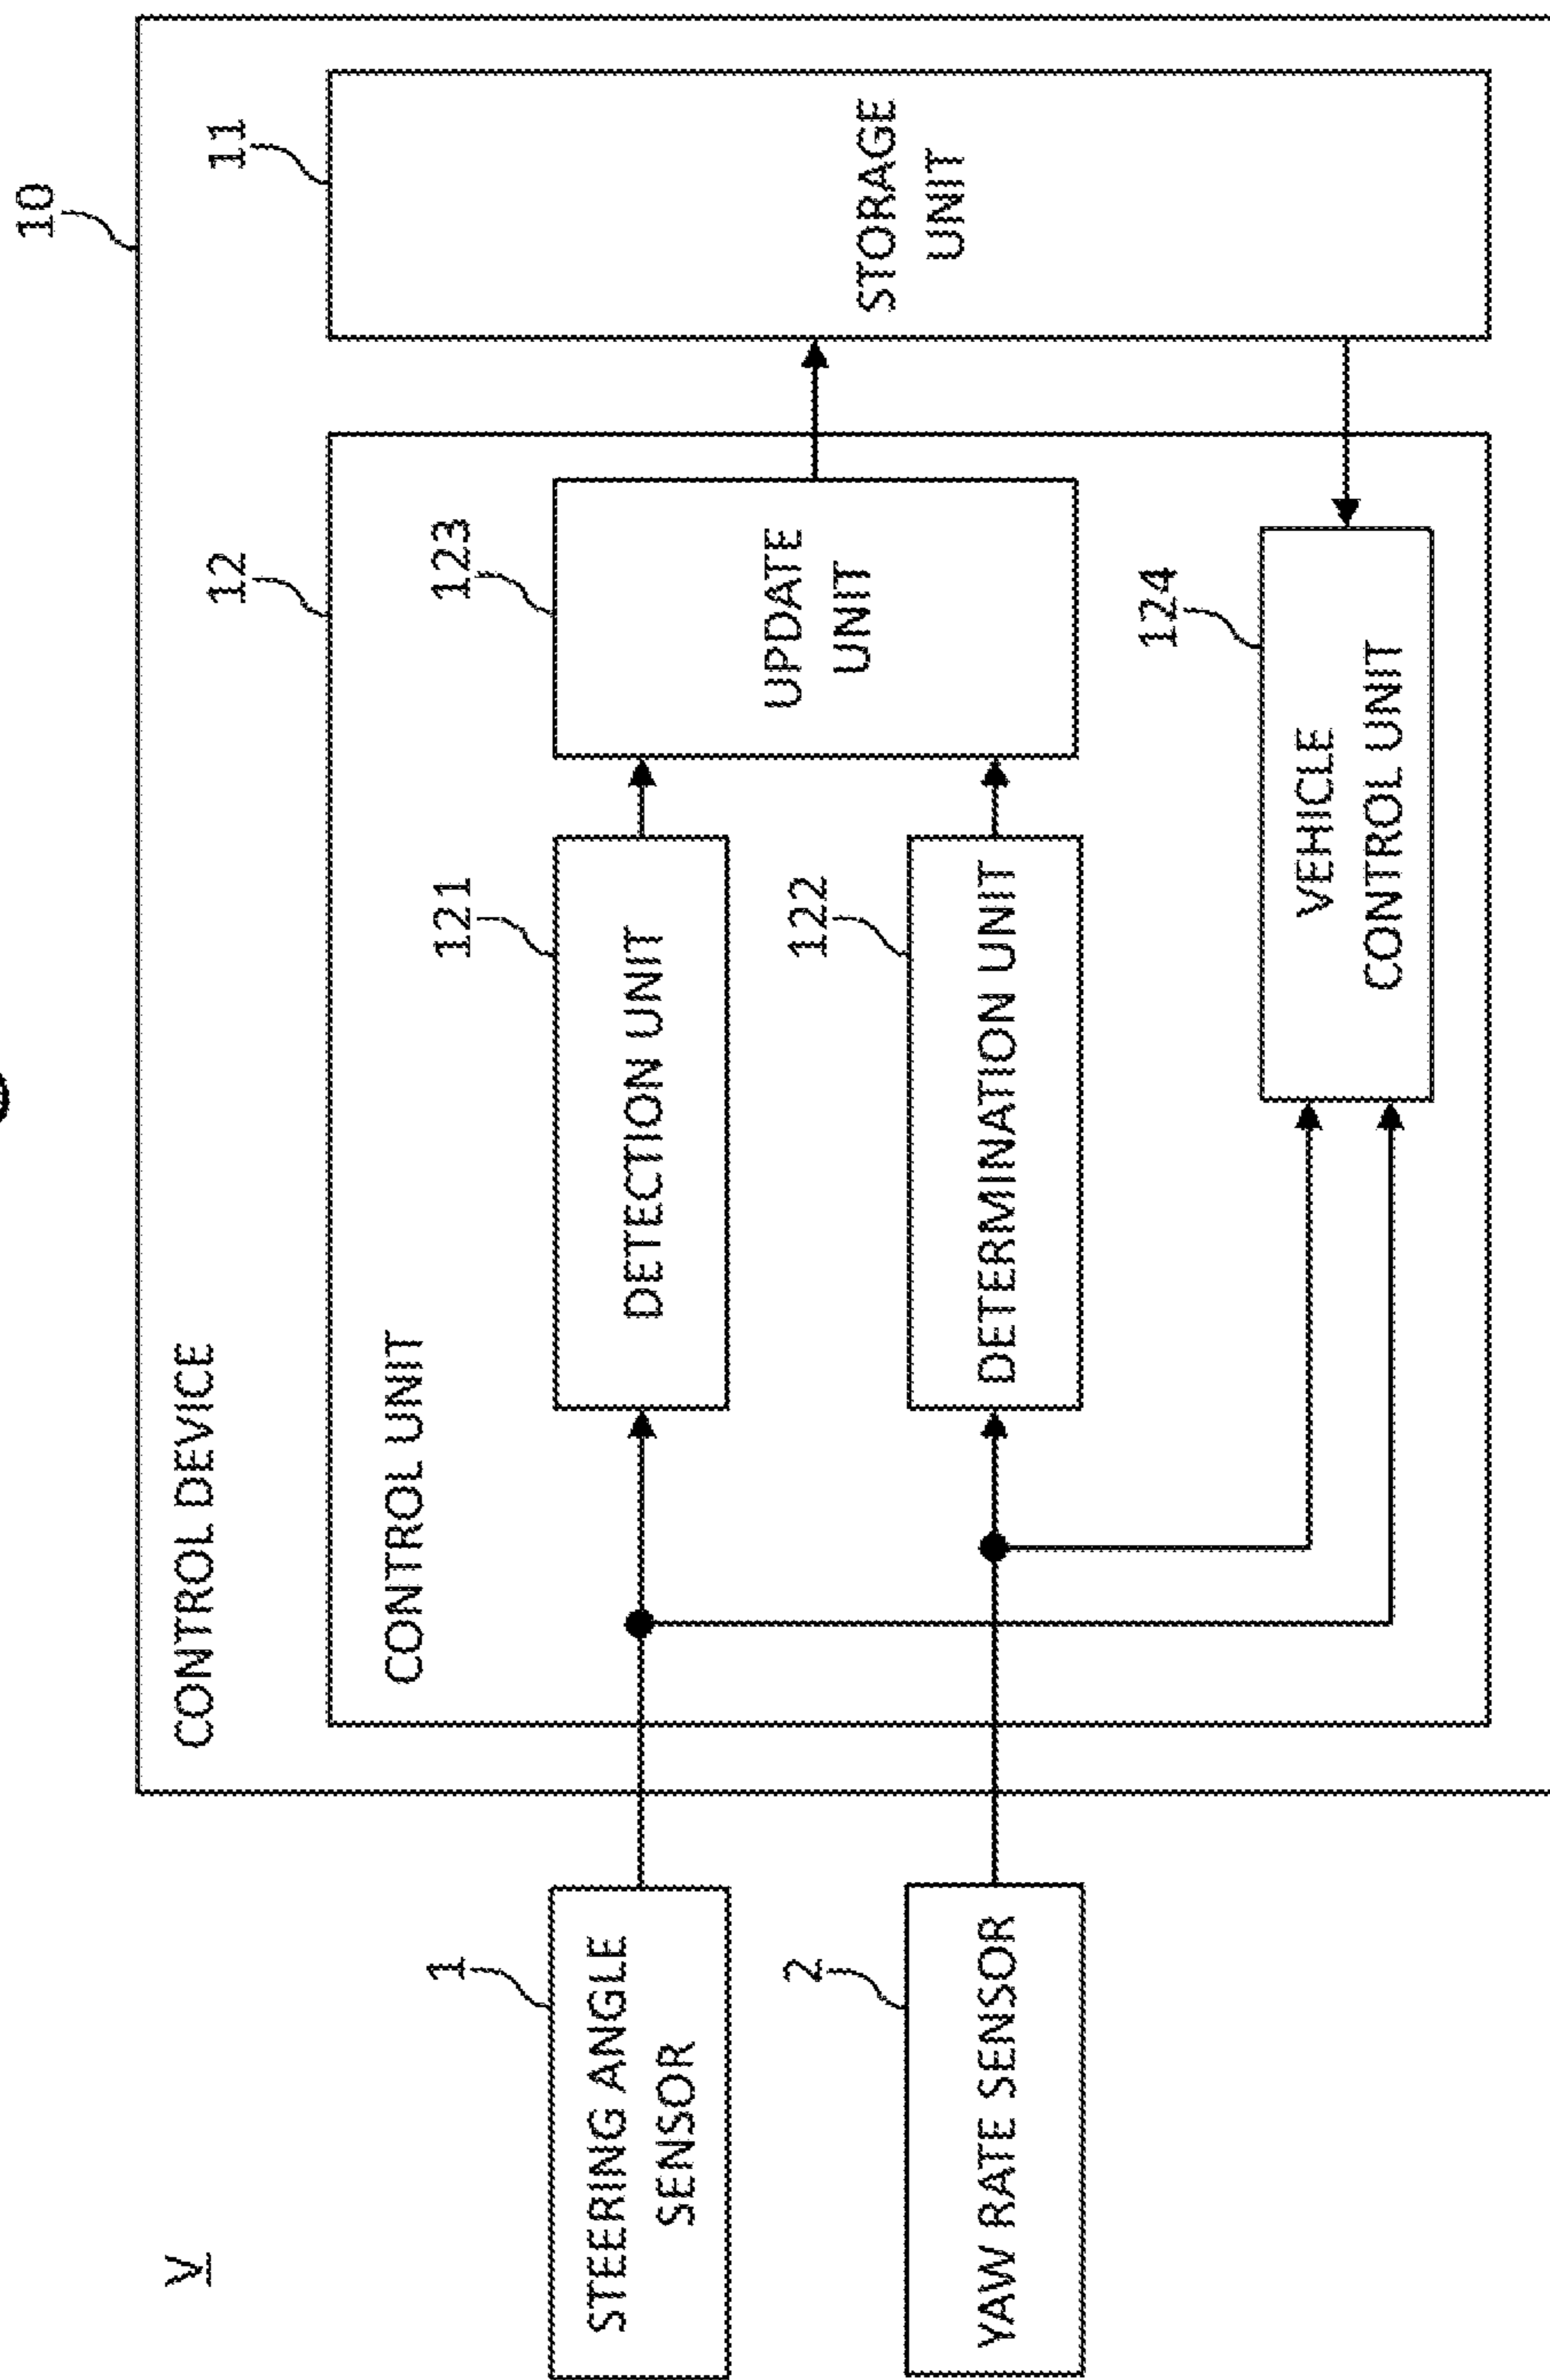 V
CONTROL DEVICE
10
CONTROL UNIT
12
11
STEERING ANGLE
SENSOR
1
DETECTION UNIT
121
UPDATE
UNIT
123
STORAGE
UNIT
YAW RATE SENSOR
2
DETERMINATION UNIT
122
VEHICLE
CONTROL UNIT
124